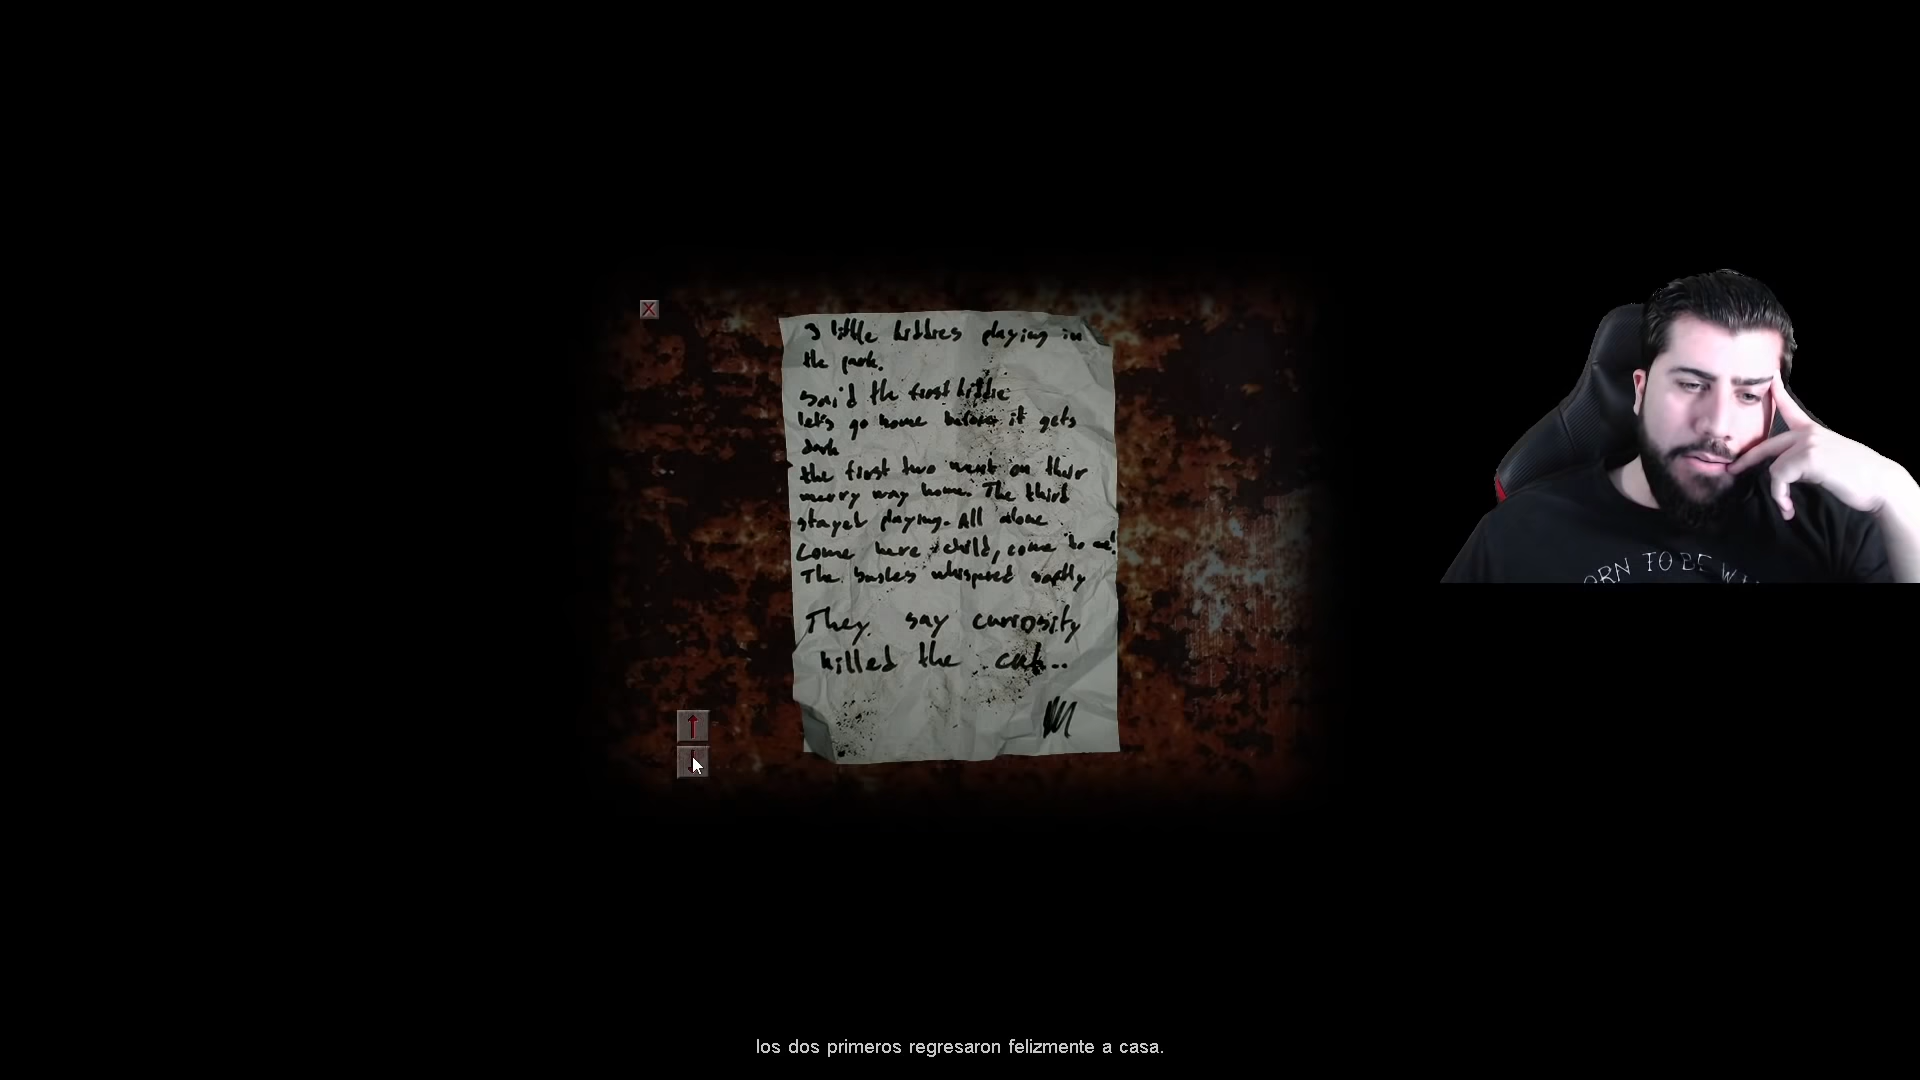 3 little kiddies playing in
the park.
said the first kiddie
let's go home before it gets
dark
the first two went on their
merry way home. The third
stayed playing. All alone
Come here child, come to me!
The bushes whispered softly
They say curiosity
killed the cat..
ORN TO BE W
los dos primeros regresaron felizmente a casa.